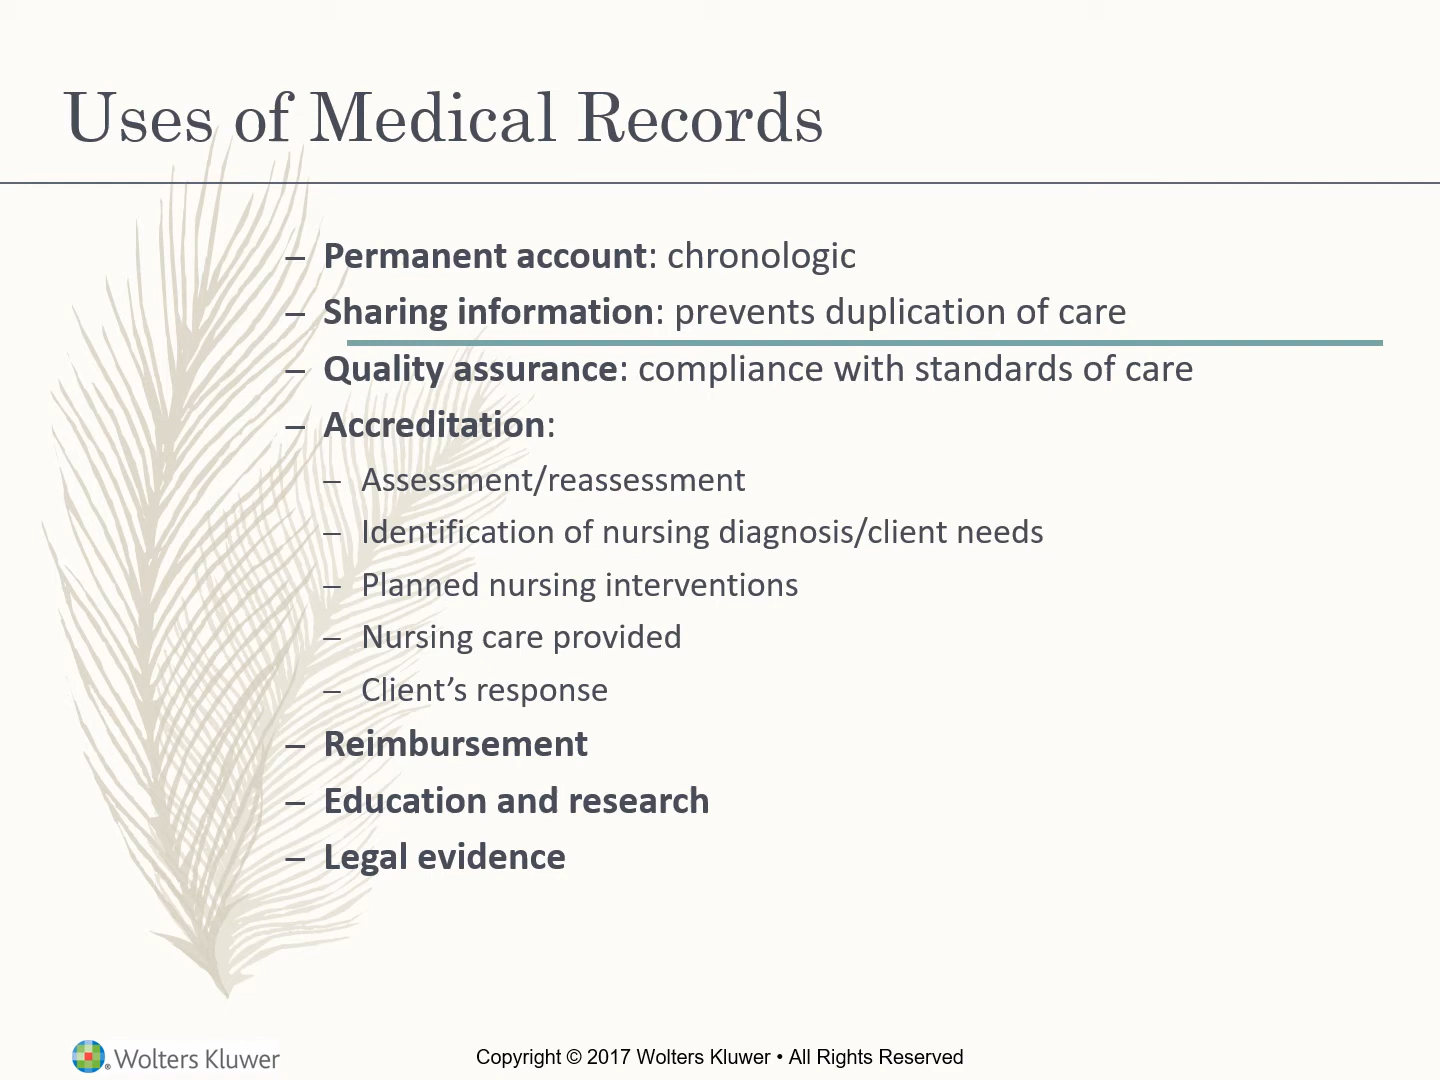 Uses of Medical Records
– Permanent account: chronologic
– Sharing information: prevents duplication of care
– Quality assurance: compliance with standards of care
– Accreditation:
– Assessment/reassessment
– Identification of nursing diagnosis/client needs
– Planned nursing interventions
– Nursing care provided
– Client’s response
– Reimbursement
– Education and research
– Legal evidence
Wolters Kluwer
Copyright © 2017 Wolters Kluwer • All Rights Reserved